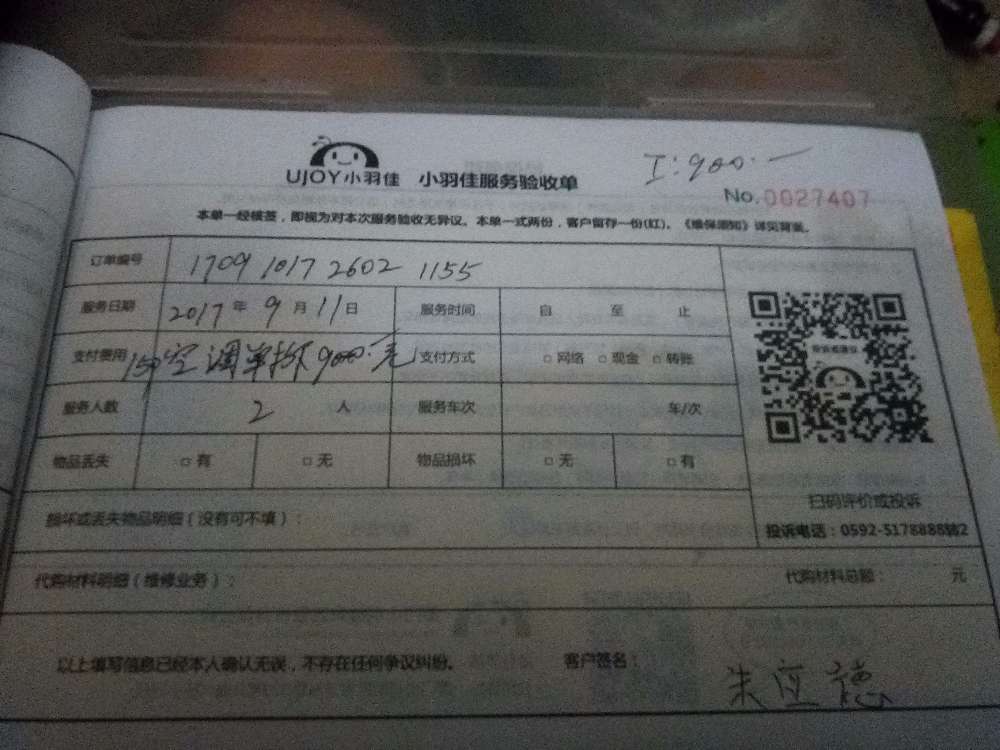 UJOY小羽佳 小羽佳服务验收单
I:900.一
No.0027407
本单一经核签，即视为对本次服务验收无异议。本单一式两份，客户留存一份(红)。《维保须知》详见背景。
订单编号 1709 1017 2602 1155
服务日期 2017年 9月 11日 服务时间 自 至 止
支付费用 150空调单拆900.元 支付方式 □ 网络 □ 现金 □ 转账
服务人数 2 人 服务车次 车/次
物品丢失 □ 有 □ 无 物品损坏 □ 无 □ 有
扫码评价或投诉
投诉电话：0592-5178888转2
损坏或丢失物品明细（没有可不填）：
代购材料明细（维修业务）： 代购材料总额： 元
以上填写信息已经本人确认无误，不存在任何争议纠纷。 客户签名：
朱应德